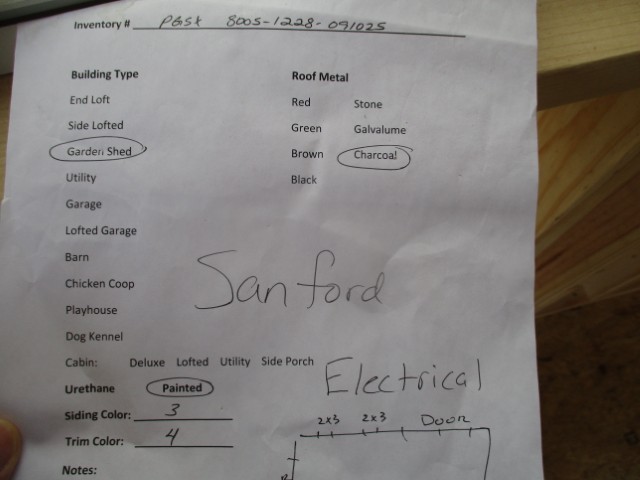 Inventory # PGSK 8005-1228-091025
Building Type Roof Metal
End Loft Red Stone
Side Lofted Green Galvalume
Garden Shed Brown Charcoal
Utility Black
Garage
Lofted Garage
Barn
Chicken Coop
Sanford
Playhouse
Dog Kennel
Cabin: Deluxe Lofted Utility Side Porch
Urethane Painted
Electrical
Siding Color: 3
2x3 2x3 Door
Trim Color: 4
Notes: